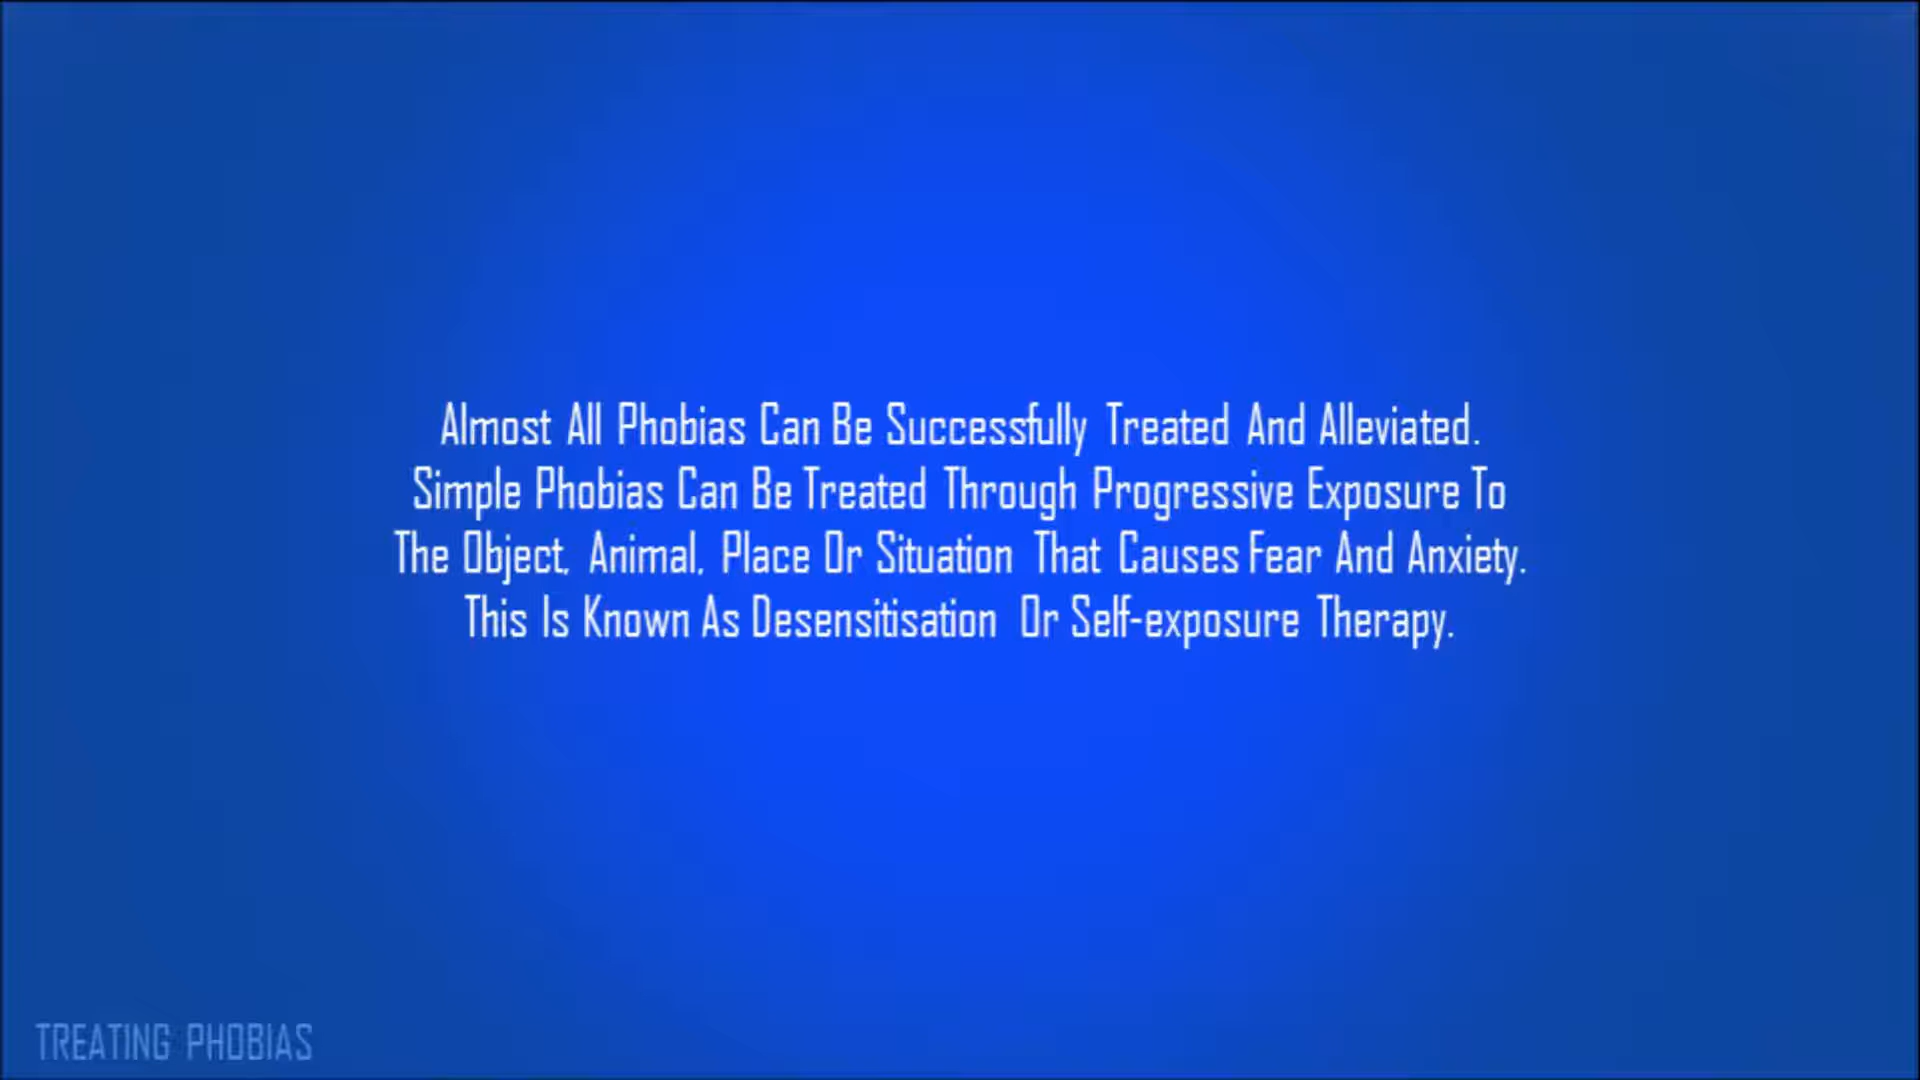 Almost All Phobias Can Be Successfully Treated And Alleviated.
Simple Phobias Can Be Treated Through Progressive Exposure To
The Object, Animal, Place Or Situation That Causes Fear And Anxiety.
This Is Known As Desensitisation Or Self-exposure Therapy.
TREATING PHOBIAS